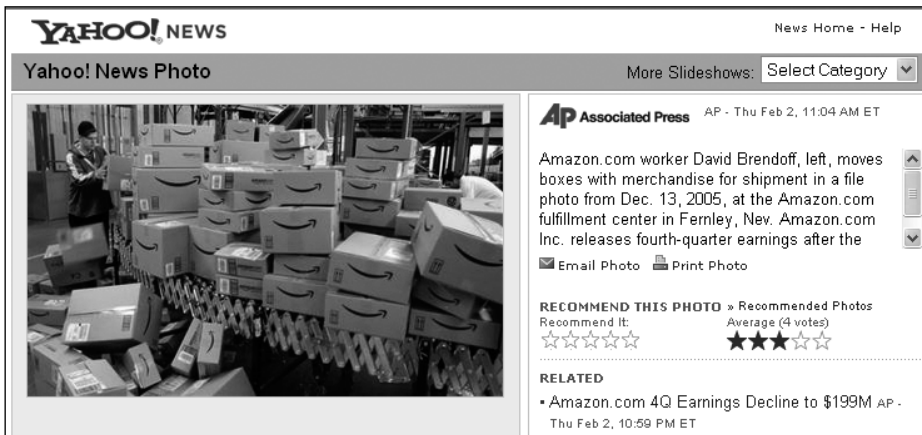 YAHOO! NEWS
News Home - Help
Yahoo! News Photo
More Slideshows: Select Category
AP Associated Press AP - Thu Feb 2, 11:04 AM ET
Amazon.com worker David Brendoff, left, moves
boxes with merchandise for shipment in a file
photo from Dec. 13, 2005, at the Amazon.com
fulfillment center in Fernley, Nev. Amazon.com
Inc. releases fourth-quarter earnings after the
Email Photo Print Photo
RECOMMEND THIS PHOTO » Recommended Photos
Recommend It: Average (4 votes)
RELATED
• Amazon.com 4Q Earnings Decline to $199M AP -
Thu Feb 2, 10:59 PM ET